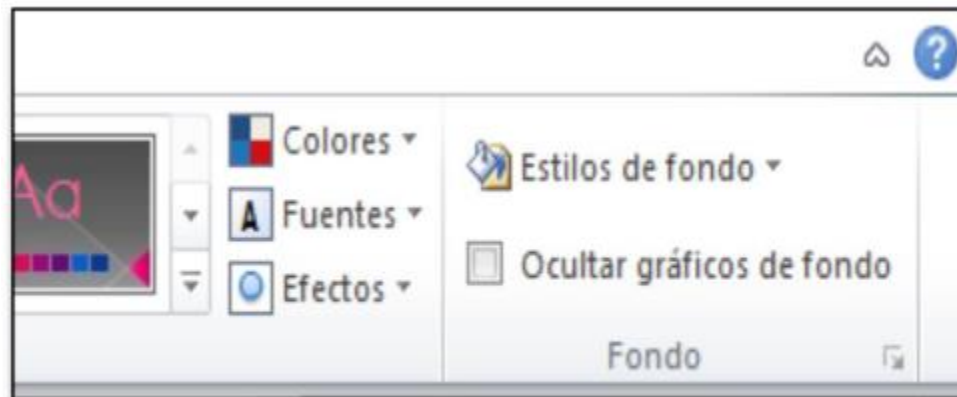 ?
Aa
Colores
Fuentes
Efectos
Estilos de fondo
Ocultar gráficos de fondo
Fondo